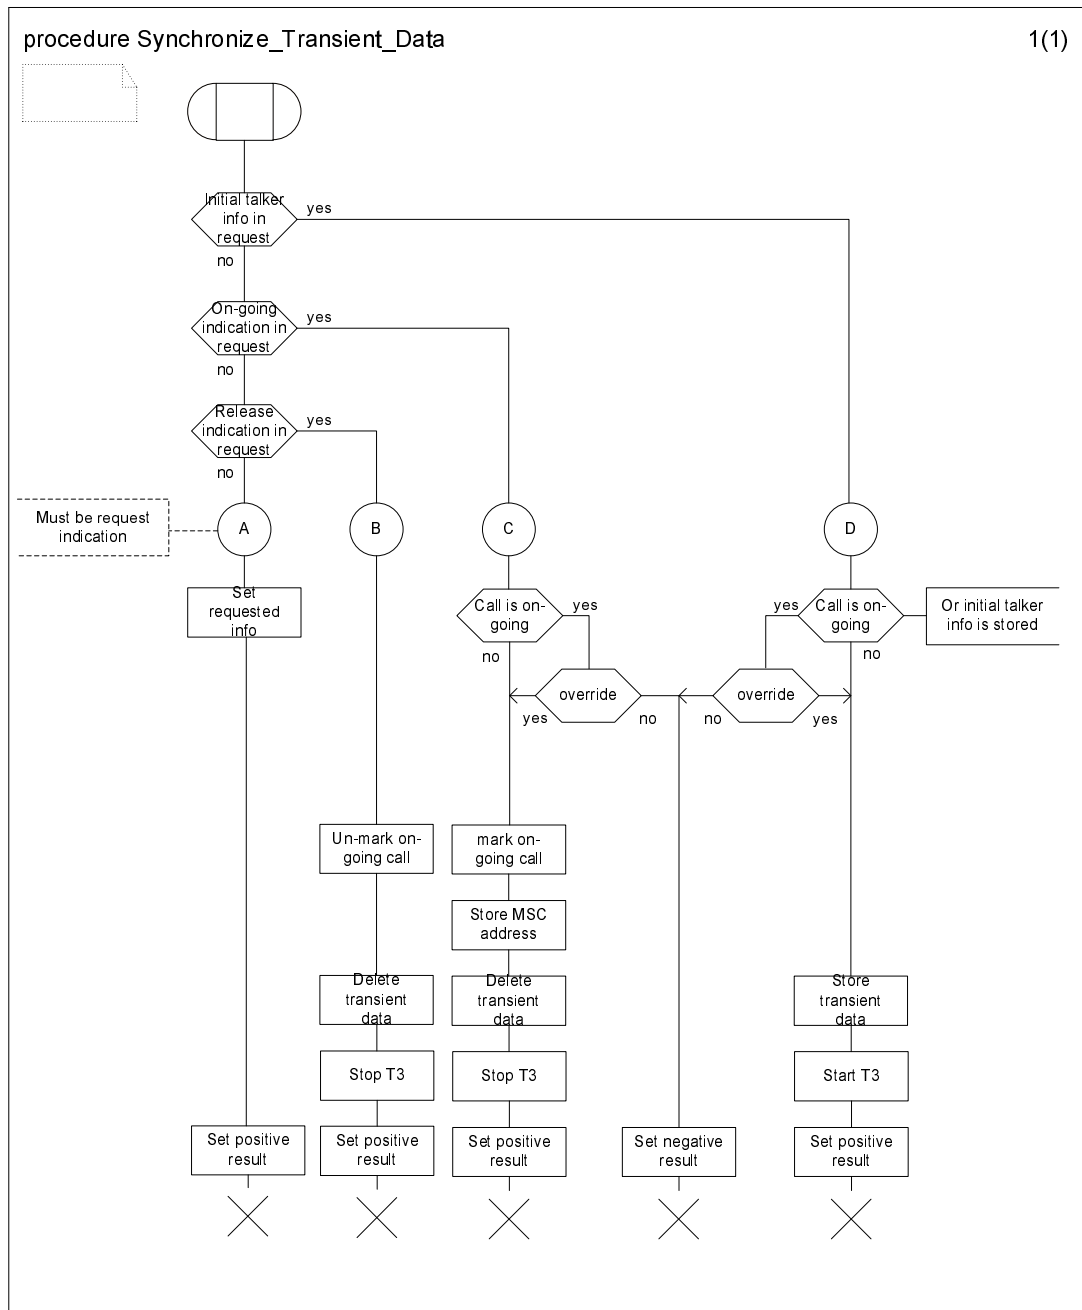 procedure Synchronize_Transient_Data
1(1)
Initial talker
info in
request
yes
no
On-going
indication in
request
yes
no
Release
indication in
request
yes
no
Must be request
indication
A
B
C
D
Set
requested
info
Call is on-
going
yes
no
yes
Call is on-
going
no
Or initial talker
info is stored
override
yes
no
override
no
yes
Un-mark on-
going call
mark on-
going call
Store MSC
address
Delete
transient
data
Delete
transient
data
Store
transient
data
Stop T3
Stop T3
Start T3
Set positive
result
Set positive
result
Set positive
result
Set negative
result
Set positive
result